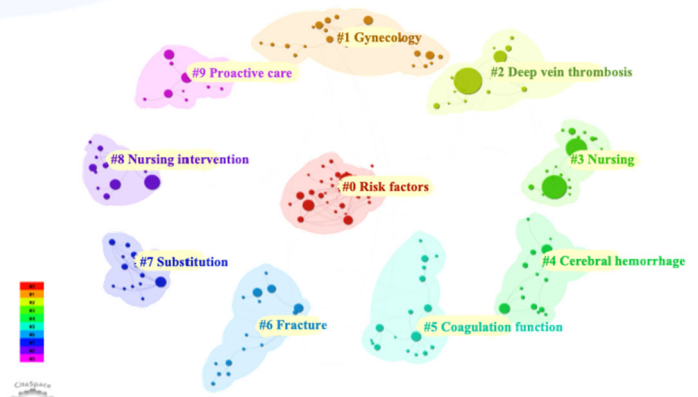 #1 Gynecology
#9 Proactive care
#2 Deep vein thrombosis
#8 Nursing intervention
#3 Nursing
#0 Risk factors
#7 Substitution
#4 Cerebral hemorrhage
#6 Fracture
#5 Coagulation function
CiteSpace